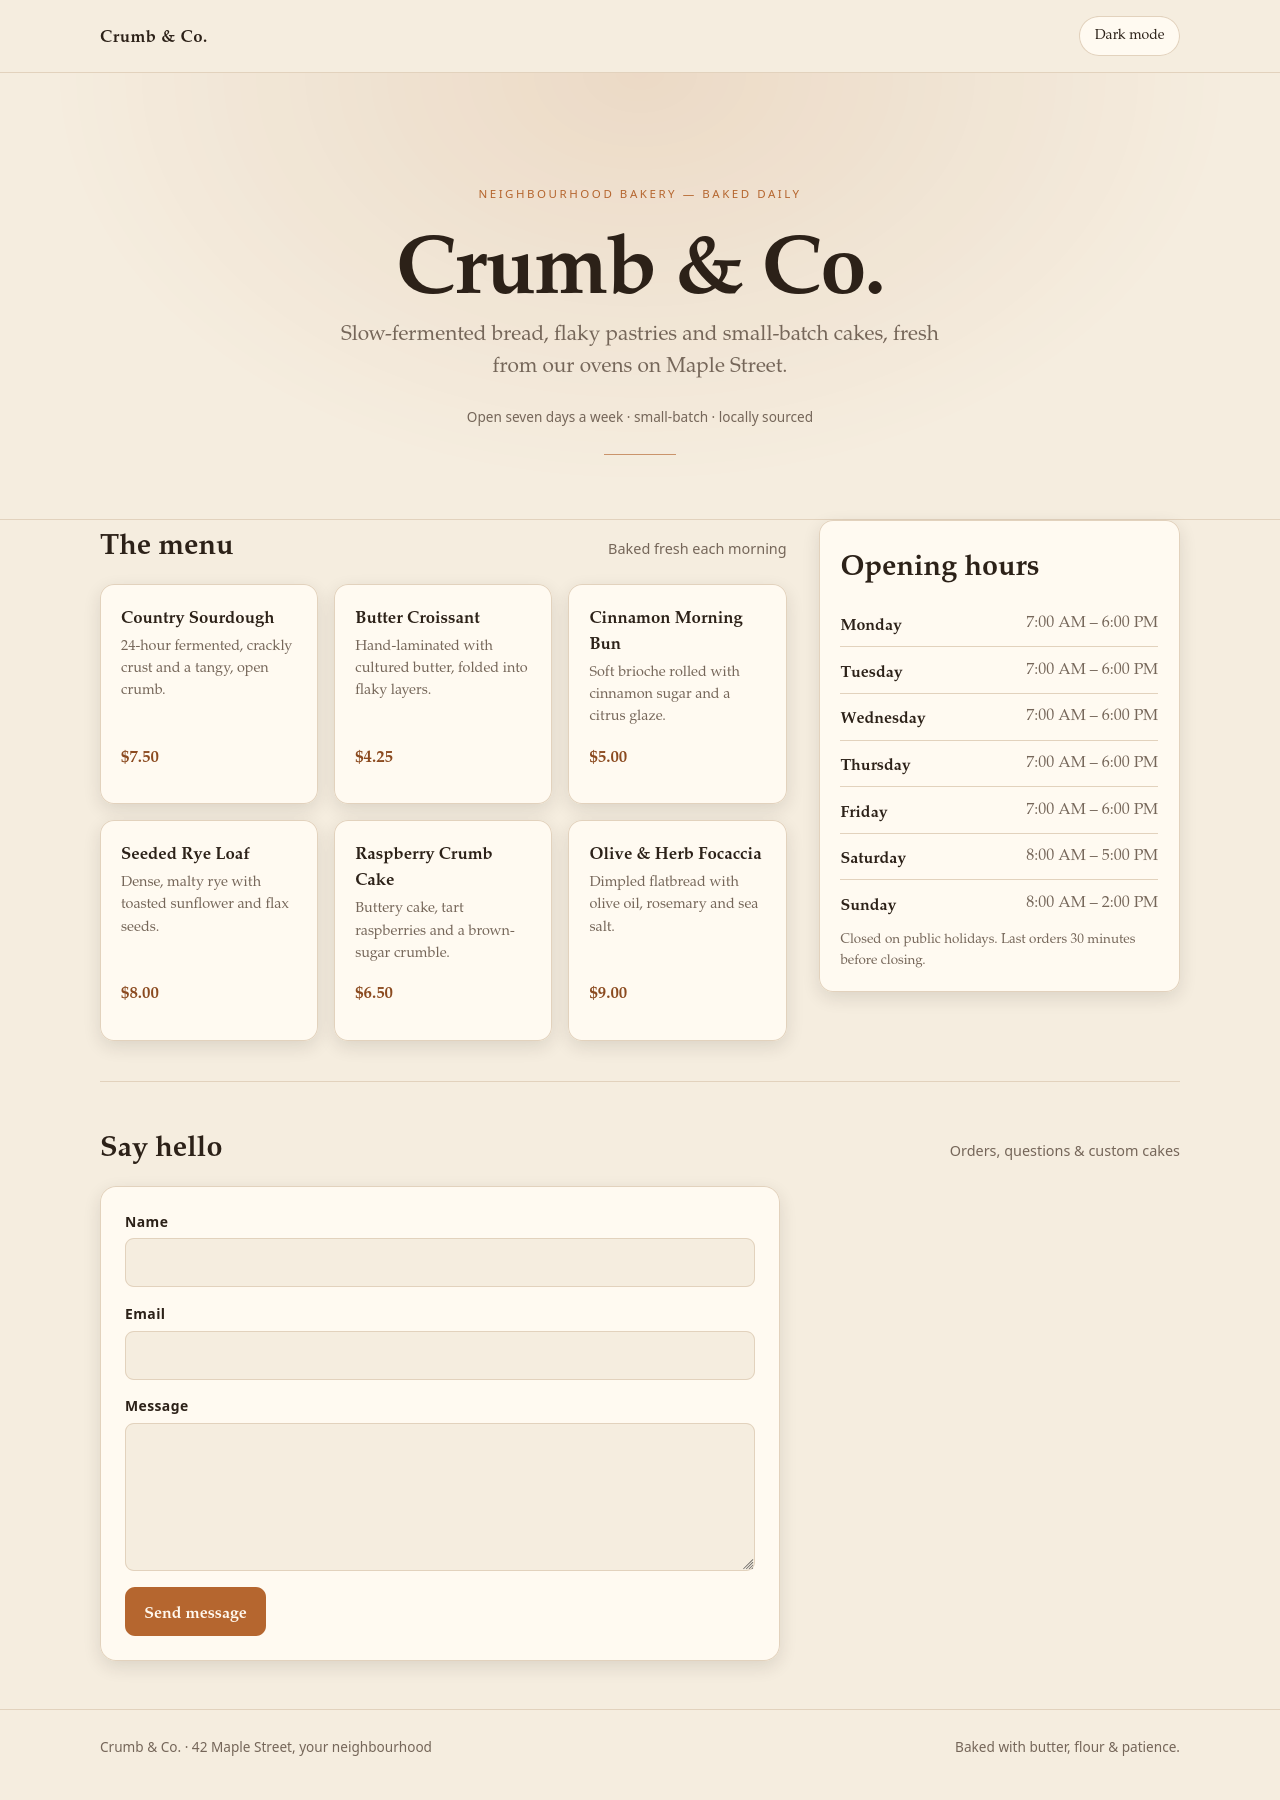 Crumb & Co.
Dark mode
NEIGHBOURHOOD BAKERY — BAKED DAILY
Crumb & Co.
Slow-fermented bread, flaky pastries and small-batch cakes, fresh
from our ovens on Maple Street.
Open seven days a week · small-batch · locally sourced
The menu
Baked fresh each morning
Country Sourdough
24-hour fermented, crackly
crust and a tangy, open
crumb.
$7.50
Butter Croissant
Hand-laminated with
cultured butter, folded into
flaky layers.
$4.25
Cinnamon Morning
Bun
Soft brioche rolled with
cinnamon sugar and a
citrus glaze.
$5.00
Seeded Rye Loaf
Dense, malty rye with
toasted sunflower and flax
seeds.
$8.00
Raspberry Crumb
Cake
Buttery cake, tart
raspberries and a brown-
sugar crumble.
$6.50
Olive & Herb Focaccia
Dimpled flatbread with
olive oil, rosemary and sea
salt.
$9.00
Opening hours
Monday 7:00 AM – 6:00 PM
Tuesday 7:00 AM – 6:00 PM
Wednesday 7:00 AM – 6:00 PM
Thursday 7:00 AM – 6:00 PM
Friday 7:00 AM – 6:00 PM
Saturday 8:00 AM – 5:00 PM
Sunday 8:00 AM – 2:00 PM
Closed on public holidays. Last orders 30 minutes
before closing.
Say hello
Orders, questions & custom cakes
Name
Email
Message
Send message
Crumb & Co. · 42 Maple Street, your neighbourhood
Baked with butter, flour & patience.